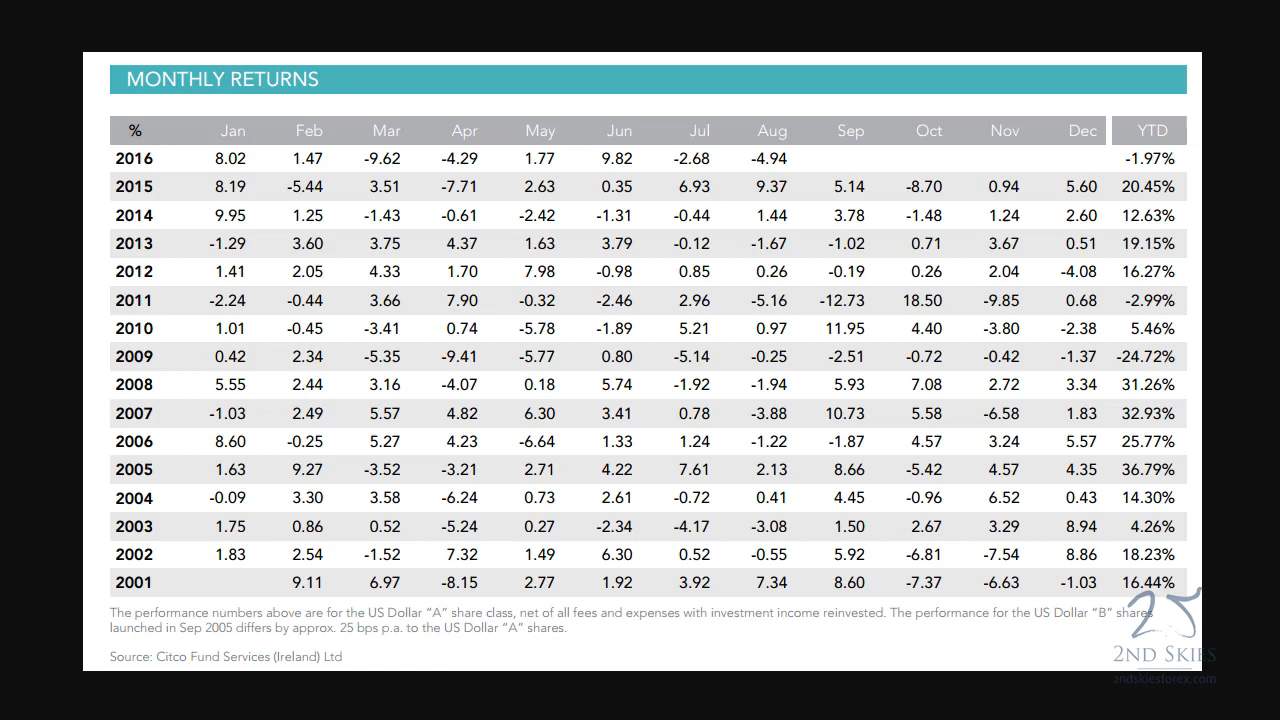 MONTHLY RETURNS
% Jan Feb Mar Apr May Jun Jul Aug Sep Oct Nov Dec YTD
2016 8.02 1.47 -9.62 -4.29 1.77 9.82 -2.68 -4.94 -1.97%
2015 8.19 -5.44 3.51 -7.71 2.63 0.35 6.93 9.37 5.14 -8.70 0.94 5.60 20.45%
2014 9.95 1.25 -1.43 -0.61 -2.42 -1.31 -0.44 1.44 3.78 -1.48 1.24 2.60 12.63%
2013 -1.29 3.60 3.75 4.37 1.63 3.79 -0.12 -1.67 -1.02 0.71 3.67 0.51 19.15%
2012 1.41 2.05 4.33 1.70 7.98 -0.98 0.85 0.26 -0.19 0.26 2.04 -4.08 16.27%
2011 -2.24 -0.44 3.66 7.90 -0.32 -2.46 2.96 -5.16 -12.73 18.50 -9.85 0.68 -2.99%
2010 1.01 -0.45 -3.41 0.74 -5.78 -1.89 5.21 0.97 11.95 4.40 -3.80 -2.38 5.46%
2009 0.42 2.34 -5.35 -9.41 -5.77 0.80 -5.14 -0.25 -2.51 -0.72 -0.42 -1.37 -24.72%
2008 5.55 2.44 3.16 -4.07 0.18 5.74 -1.92 -1.94 5.93 7.08 2.72 3.34 31.26%
2007 -1.03 2.49 5.57 4.82 6.30 3.41 0.78 -3.88 10.73 5.58 -6.58 1.83 32.93%
2006 8.60 -0.25 5.27 4.23 -6.64 1.33 1.24 -1.22 -1.87 4.57 3.24 5.57 25.77%
2005 1.63 9.27 -3.52 -3.21 2.71 4.22 7.61 2.13 8.66 -5.42 4.57 4.35 36.79%
2004 -0.09 3.30 3.58 -6.24 0.73 2.61 -0.72 0.41 4.45 -0.96 6.52 0.43 14.30%
2003 1.75 0.86 0.52 -5.24 0.27 -2.34 -4.17 -3.08 1.50 2.67 3.29 8.94 4.26%
2002 1.83 2.54 -1.52 7.32 1.49 6.30 0.52 -0.55 5.92 -6.81 -7.54 8.86 18.23%
2001 9.11 6.97 -8.15 2.77 1.92 3.92 7.34 8.60 -7.37 -6.63 -1.03 16.44%
The performance numbers above are for the US Dollar “A” share class, net of all fees and expenses with investment income reinvested. The performance for the US Dollar “B” shares
launched in Sep 2005 differs by approx. 25 bps p.a. to the US Dollar “A” shares.
Source: Citco Fund Services (Ireland) Ltd
2ND SKIES
2ndskiesforex.com